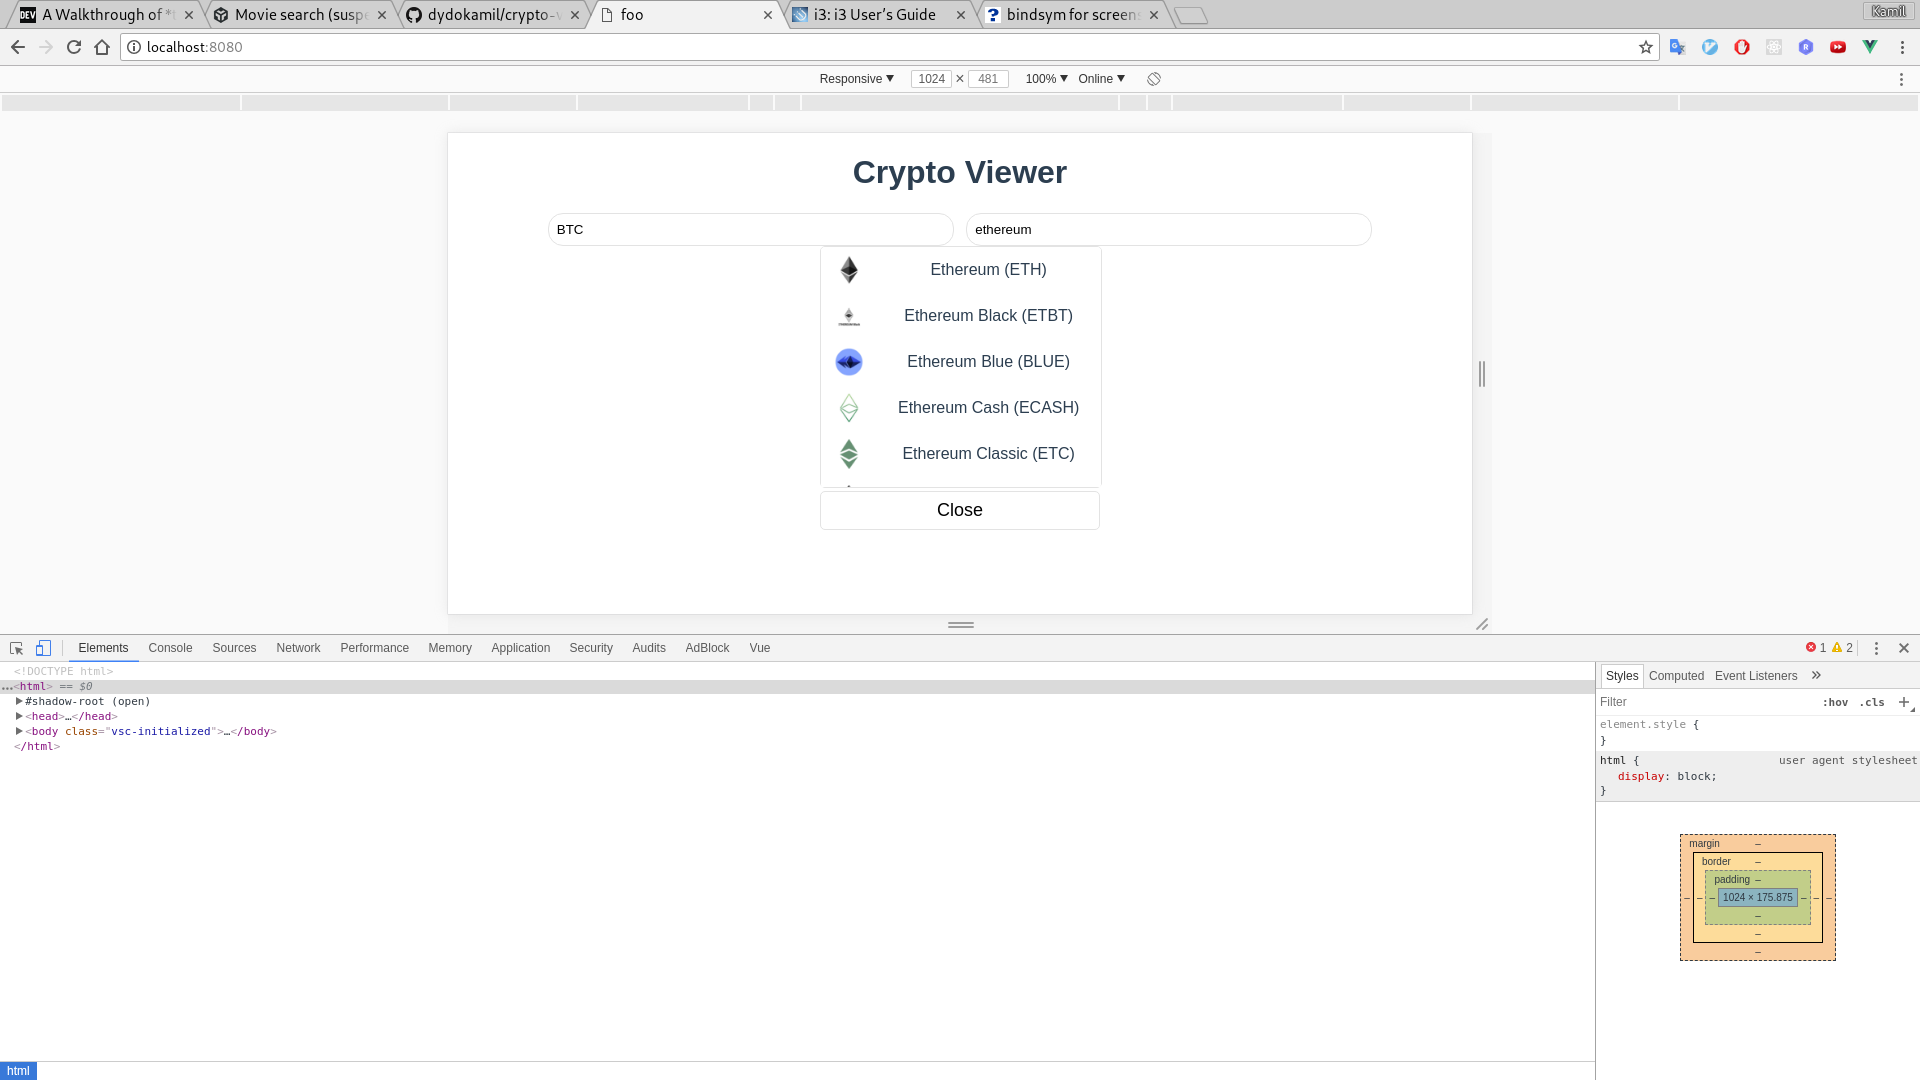 A Walkthrough of *t
Movie search (suspe
dydokamil/crypto-v
foo
i3: i3 User's Guide
bindsym for screens
Kamil
localhost:8080
Responsive 1024 × 481 100% Online
Crypto Viewer
BTC
ethereum
Ethereum (ETH)
Ethereum Black (ETBT)
Ethereum Blue (BLUE)
Ethereum Cash (ECASH)
Ethereum Classic (ETC)
Close
Elements Console Sources Network Performance Memory Application Security Audits AdBlock Vue 1 2
<!DOCTYPE html>
…<html> == $0
#shadow-root (open)
<head>…</head>
<body class="vsc-initialized">…</body>
</html>
Styles Computed Event Listeners »
Filter :hov .cls +
element.style {
}
html { user agent stylesheet
display: block;
}
margin –
border –
padding –
– – – 1024 × 175.875 – – –
–
–
–
html